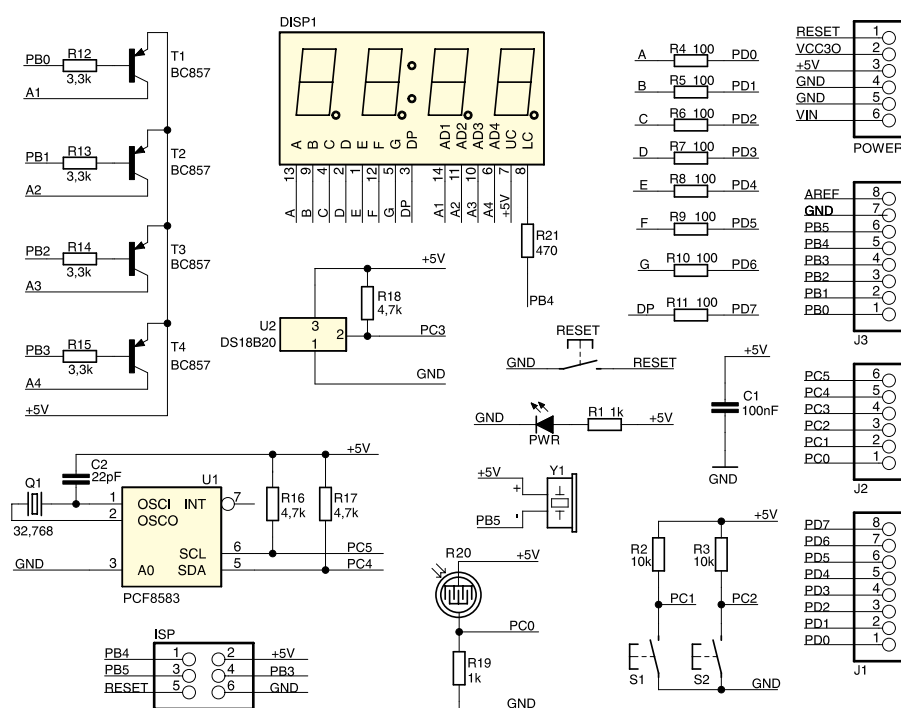 PB0
R12
3,3k
T1
BC857
A1
PB1
R13
3,3k
T2
BC857
A2
PB2
R14
3,3k
T3
BC857
A3
PB3
R15
3,3k
T4
BC857
A4
+5V
DISP1
A B C D E F G DP AD1 AD2 AD3 AD4 UC LC
13 9 4 2 1 12 5 3 14 11 10 6 7 8
A B C D E F G DP A1 A2 A3 A4 +5V
R21
470
PB4
+5V
R18
4,7k
U2
DS18B20
3
2
1
PC3
GND
A R4 100 PD0
B R5 100 PD1
C R6 100 PD2
D R7 100 PD3
E R8 100 PD4
F R9 100 PD5
G R10 100 PD6
DP R11 100 PD7
RESET
GND RESET
GND
PWR
R1 1k
+5V
+5V
C1
100nF
GND
+5V
Y1
+
-
PB5
C2
22pF
Q1
32,768
U1
1 OSCI INT 7
2 OSCO
SCL 6
3 A0 SDA 5
GND
PCF8583
+5V
R16
4,7k
R17
4,7k
PC5
PC4
R20
+5V
PC0
R19
1k
GND
+5V
R2
10k
R3
10k
PC1
PC2
S1
S2
GND
ISP
PB4 1 2 +5V
PB5 3 4 PB3
RESET 5 6 GND
RESET 1
VCC3O 2
+5V 3
GND 4
GND 5
VIN 6
POWER
AREF 8
GND 7
PB5 6
PB4 5
PB3 4
PB2 3
PB1 2
PB0 1
J3
PC5 6
PC4 5
PC3 4
PC2 3
PC1 2
PC0 1
J2
PD7 8
PD6 7
PD5 6
PD4 5
PD3 4
PD2 3
PD1 2
PD0 1
J1